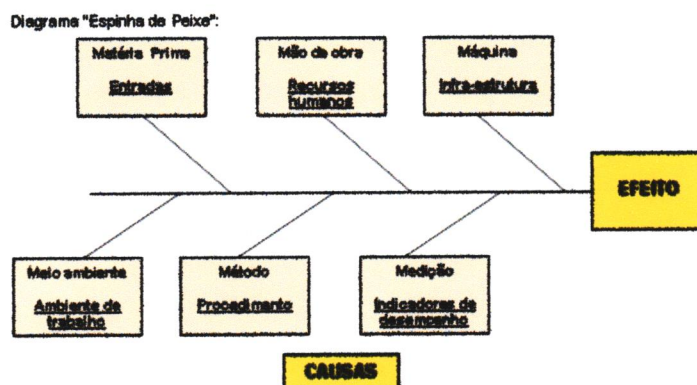 Diagrama "Espinha de Peixe":
Matéria Prima
Entradas
Mão de obra
Recursos
humanos
Máquina
Infra-estrutura
EFEITO
Meio ambiente
Ambiente de
trabalho
Método
Procedimento
Medição
Indicadores de
desempenho
CAUSAS